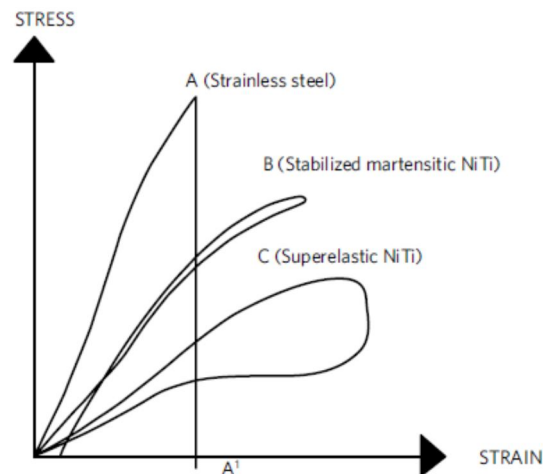 STRESS
A (Strainless steel)
B (Stabilized martensitic NiTi)
C (Superelastic NiTi)
STRAIN
A¹